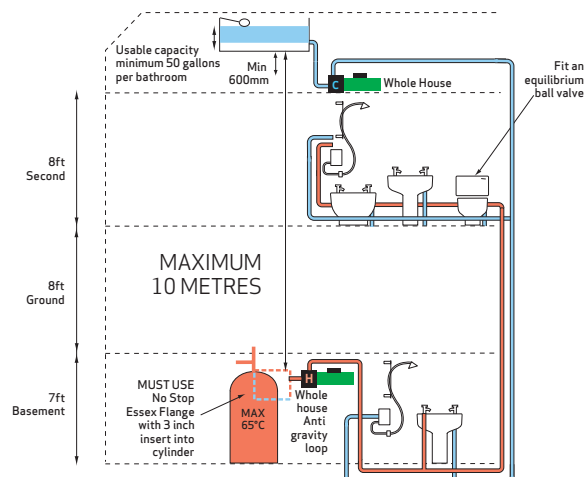 Usable capacity
minimum 50 gallons
per bathroom
Min
600mm
C
Whole House
Fit an
equilibrium
ball valve
8ft
Second
8ft
Ground
MAXIMUM
10 METRES
7ft
Basement
MUST USE
No Stop
Essex Flange
with 3 inch
insert into
cylinder
MAX
65°C
H
Whole
house
Anti
gravity
loop